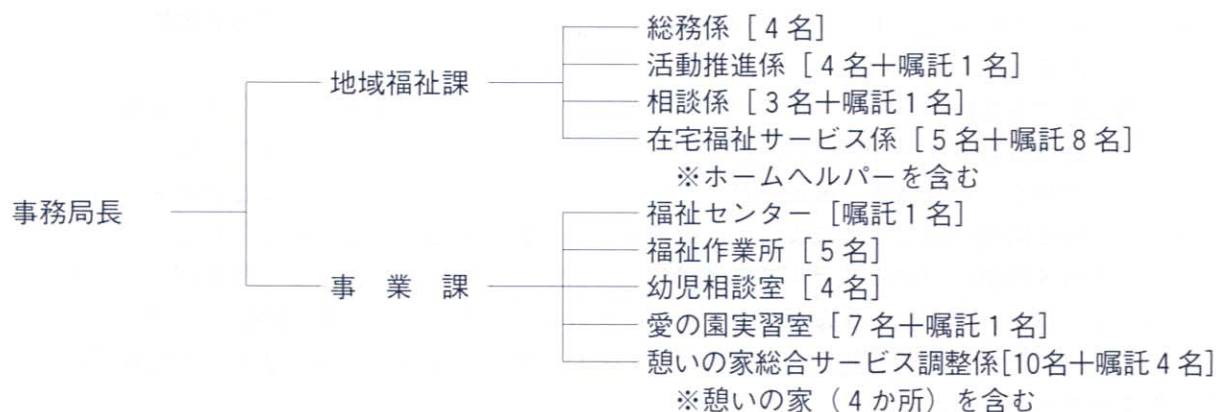 総務係［4名］
活動推進係［4名＋嘱託1名］
地域福祉課
相談係［3名＋嘱託1名］
在宅福祉サービス係［5名＋嘱託8名］
※ホームヘルパーを含む
事務局長
福祉センター［嘱託1名］
福祉作業所［5名］
事　業　課
幼児相談室［4名］
愛の園実習室［7名＋嘱託1名］
憩いの家総合サービス調整係[10名＋嘱託4名]
※憩いの家（4か所）を含む